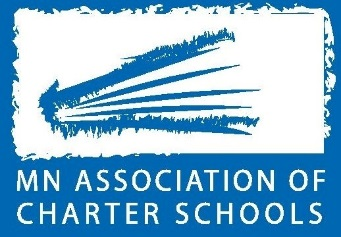 MN ASSOCIATION OF
CHARTER SCHOOLS